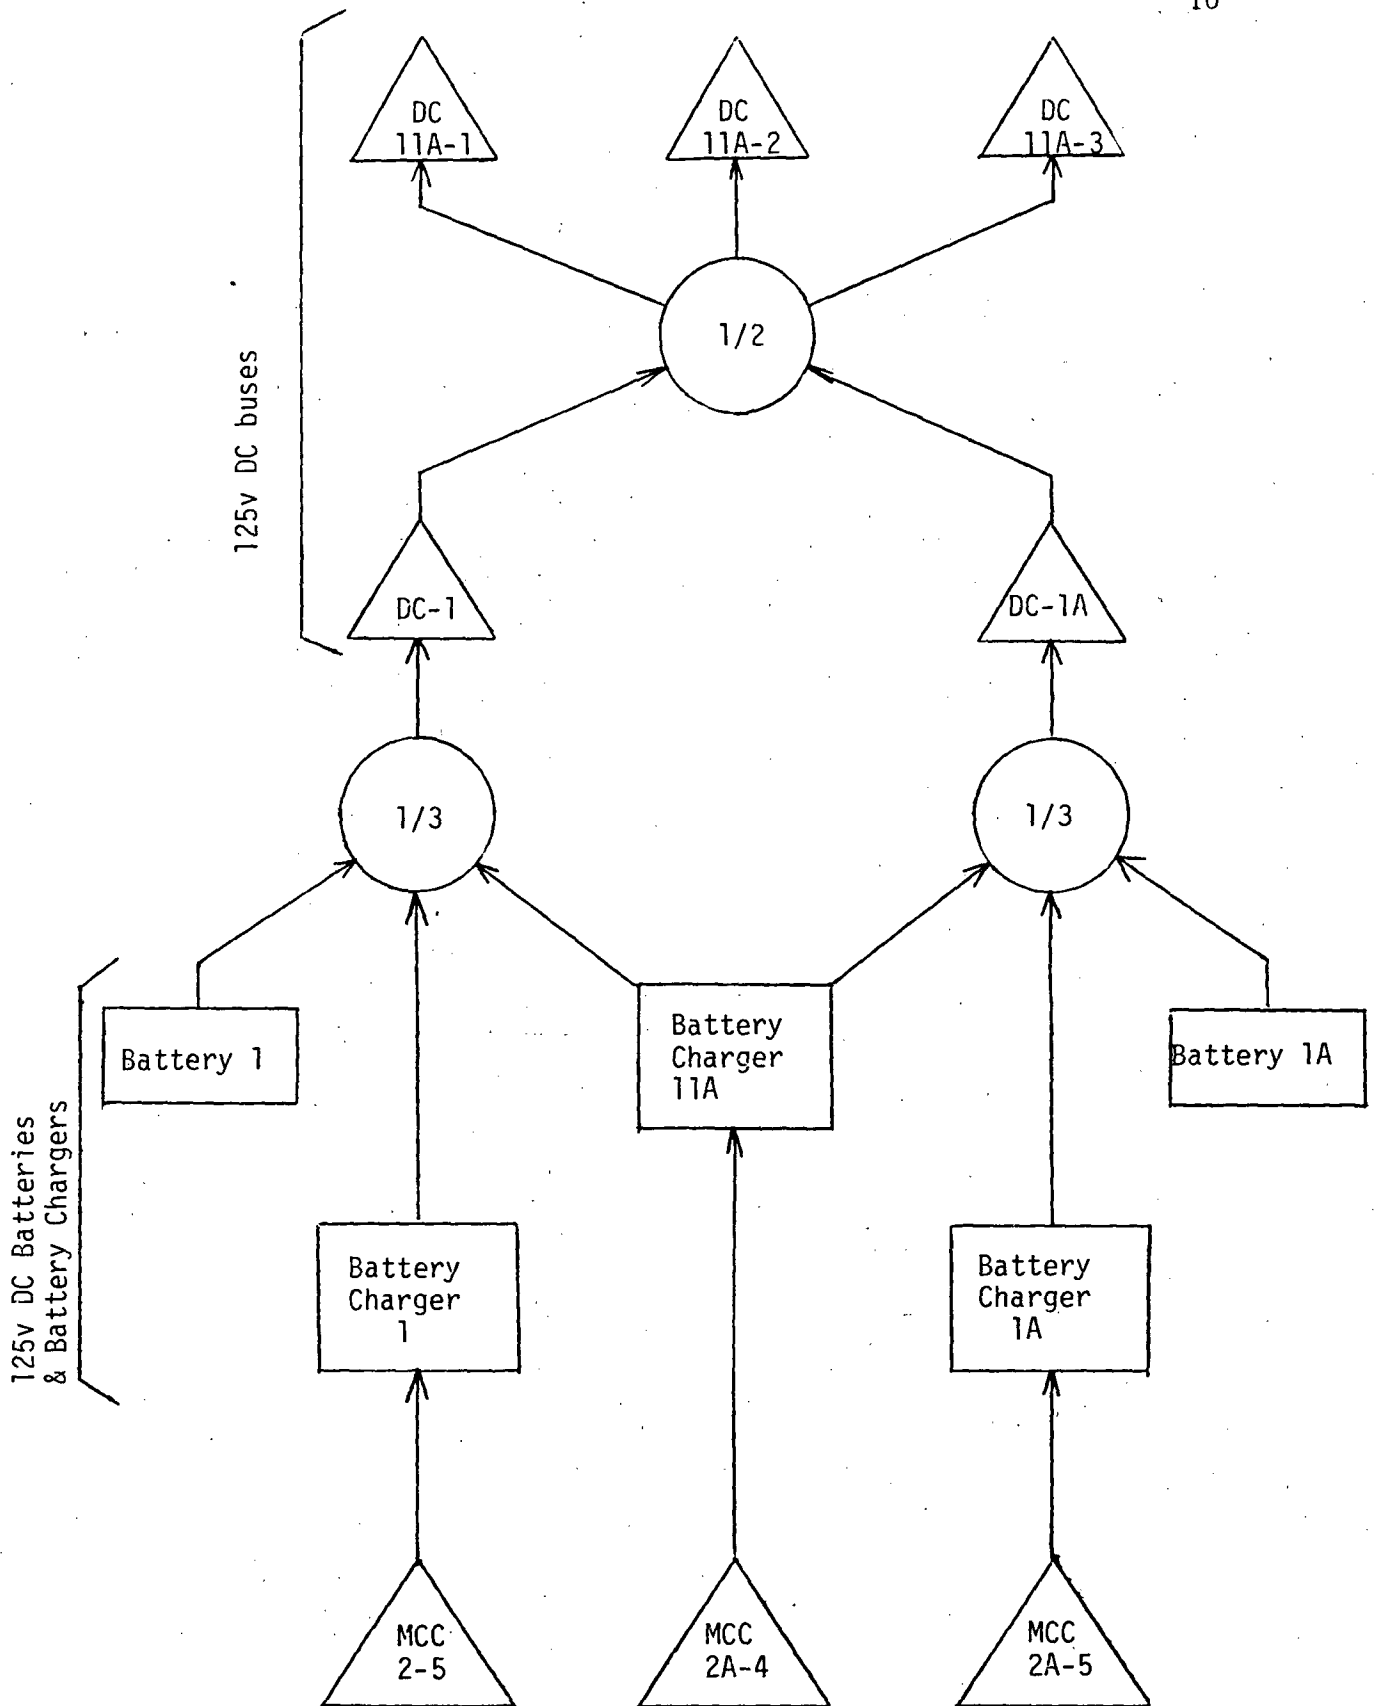 10
DC
11A-1
DC
11A-2
DC
11A-3
1/2
125v DC buses
DC-1
DC-1A
1/3
1/3
Battery 1
Battery
Charger
11A
Battery 1A
125v DC Batteries
& Battery Chargers
Battery
Charger
1
Battery
Charger
1A
MCC
2-5
MCC
2A-4
MCC
2A-5